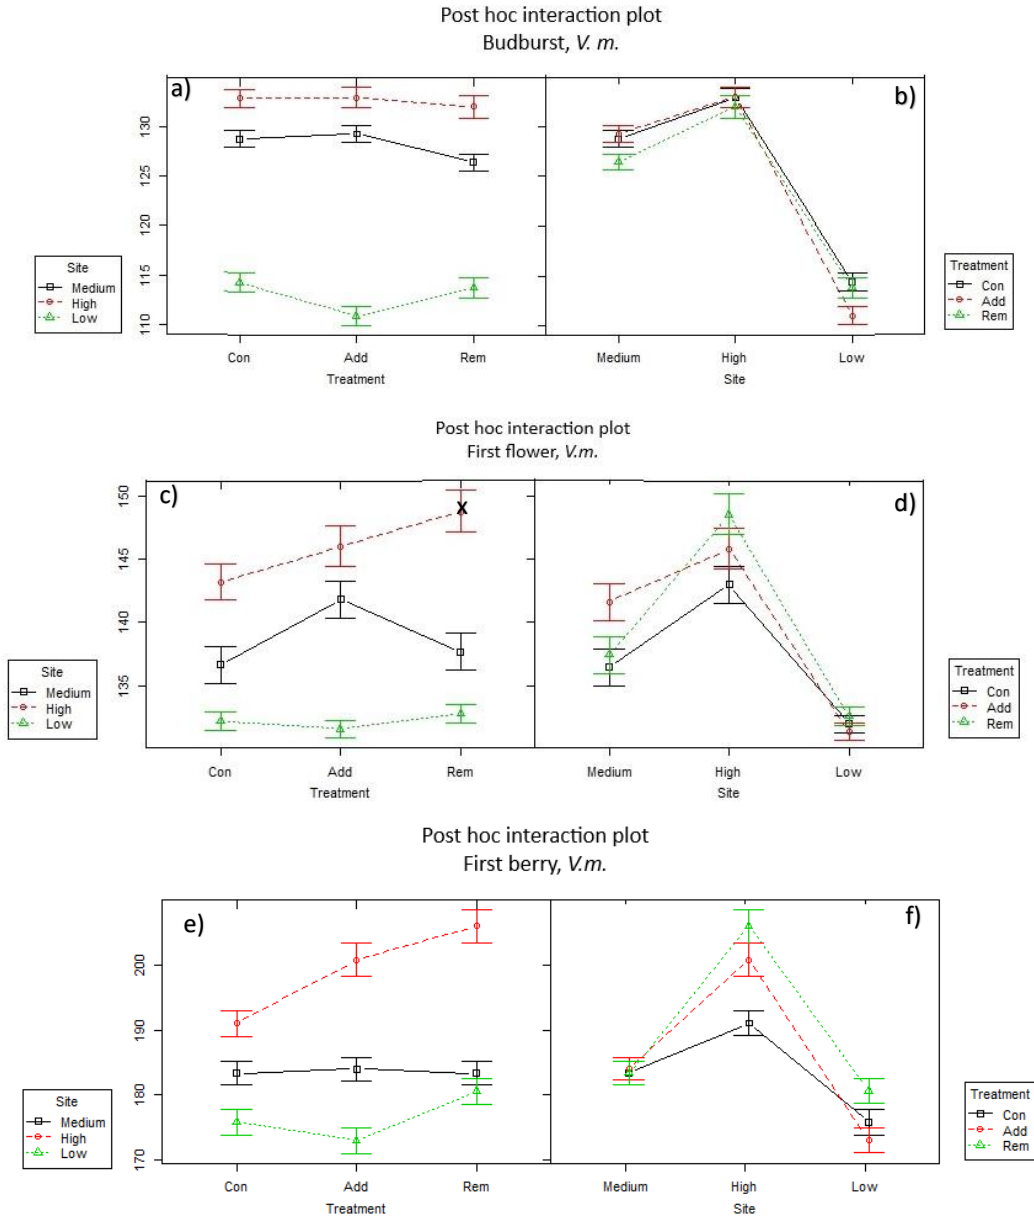 Post hoc interaction plot
Budburst, V. m.
a)
b)
130
125
120
115
110
Site
Medium
High
Low
Con
Add
Rem
Treatment
Medium
High
Low
Site
Treatment
Con
Add
Rem
Post hoc interaction plot
First flower, V.m.
c)
d)
X
150
145
140
135
Site
Medium
High
Low
Con
Add
Rem
Treatment
Medium
High
Low
Site
Treatment
Con
Add
Rem
Post hoc interaction plot
First berry, V.m.
e)
f)
200
190
180
170
Site
Medium
High
Low
Con
Add
Rem
Treatment
Medium
High
Low
Site
Treatment
Con
Add
Rem